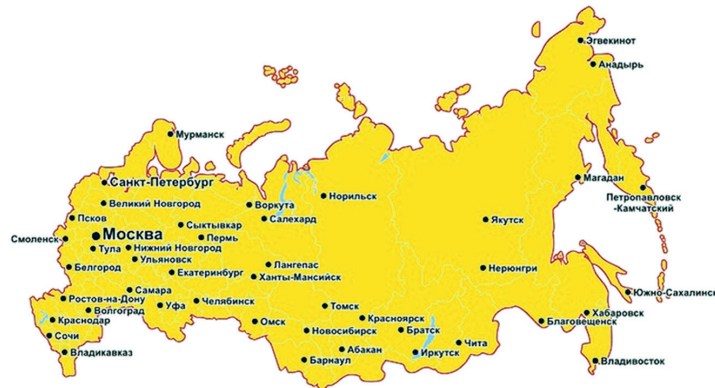 Эгвекинот
Анадырь
Мурманск
Санкт-Петербург
Магадан
Петропавловск
-Камчатский
Великий Новгород
Воркута
Норильск
Псков
Салехард
Якутск
Сыктывкар
Смоленск
Москва
Пермь
Тула
Нижний Новгород
Ульяновск
Лангепас
Белгород
Екатеринбург
Ханты-Мансийск
Нерюнгри
Самара
Южно-Сахалинск
Ростов-на-Дону
Уфа
Челябинск
Томск
Волгоград
Хабаровск
Краснодар
Омск
Красноярск
Благовещенск
Новосибирск
Братск
Сочи
Чита
Владикавказ
Абакан
Иркутск
Барнаул
Владивосток